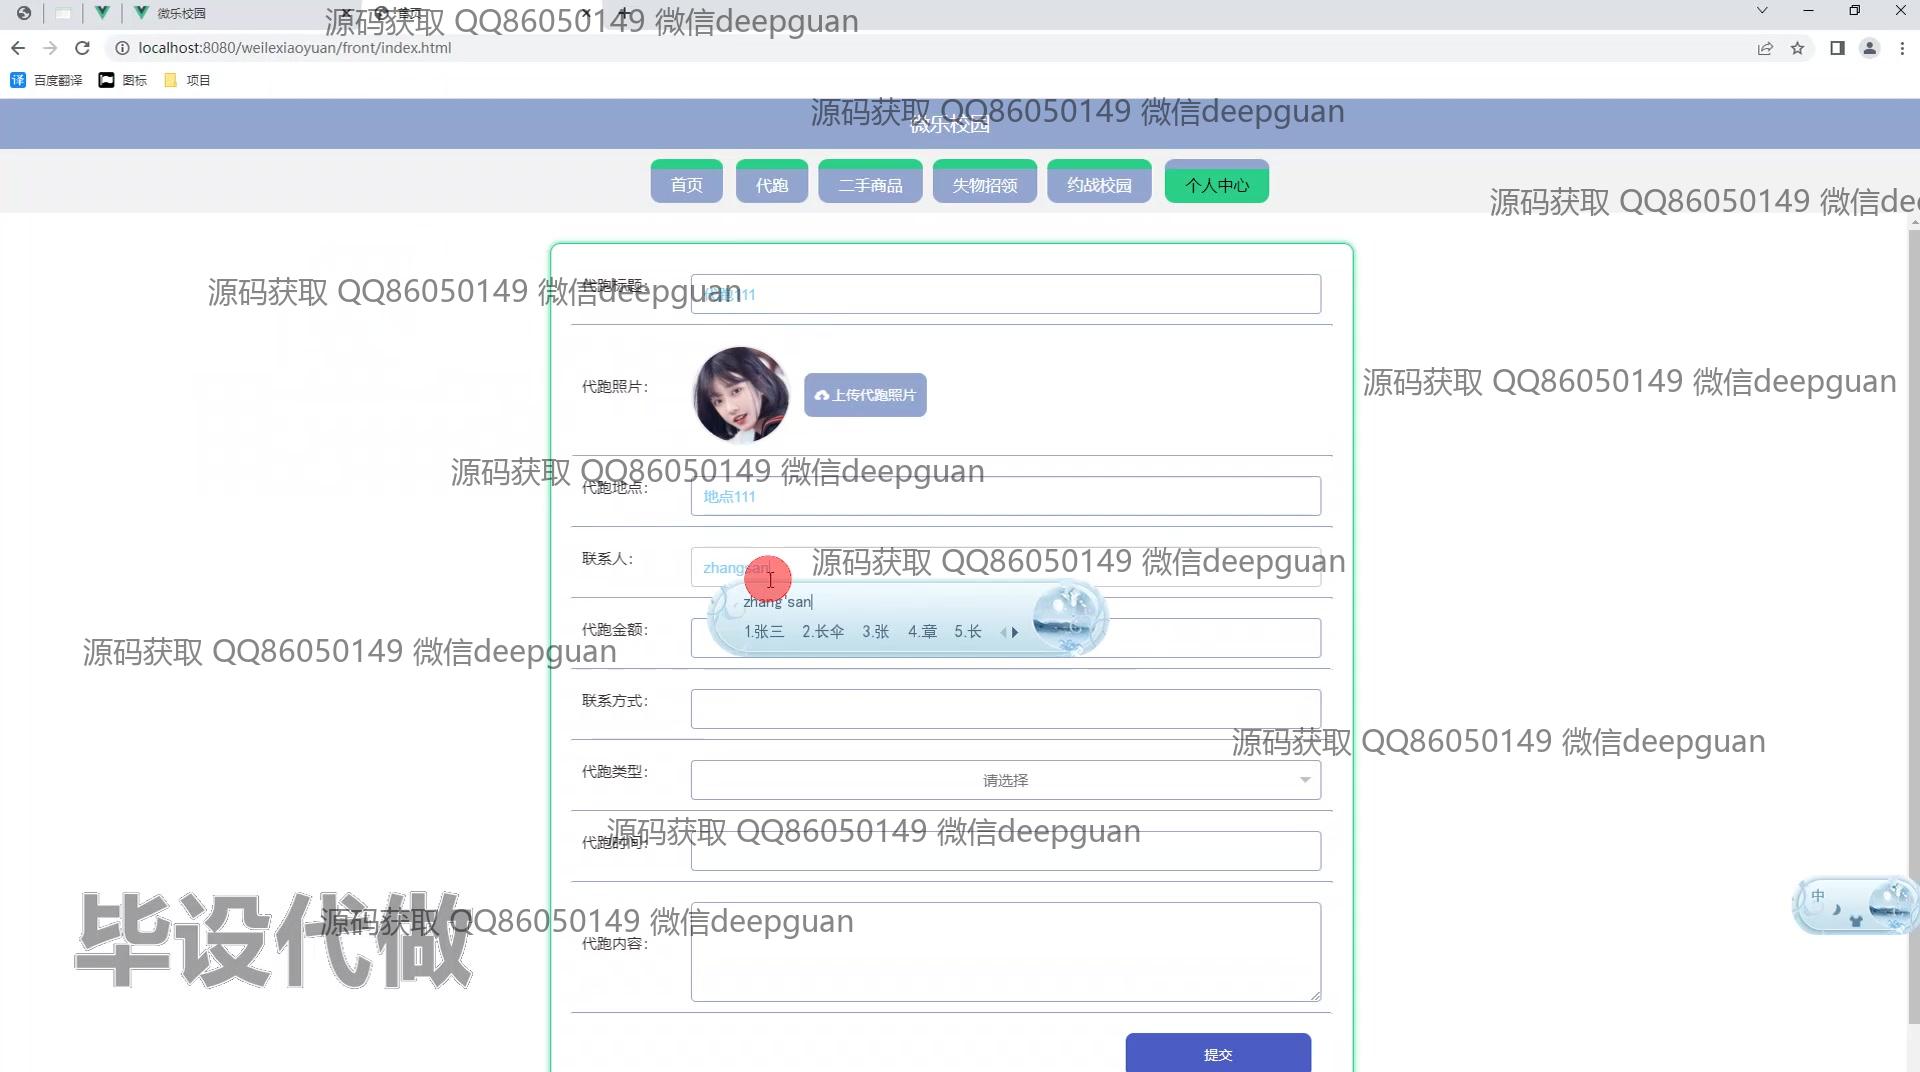 微乐校园
首页
源码获取 QQ86050149 微信deepguan
localhost:8080/weilexiaoyuan/front/index.html
译 百度翻译 图标 项目
源码获取 QQ86050149 微信deepguan
微乐校园
首页 代跑 二手商品 失物招领 约战校园 个人中心
源码获取 QQ86050149 微信dee
代跑标题:
源码获取 QQ86050149 微信deepguan
代跑照片:
上传代跑照片
源码获取 QQ86050149 微信deepguan
源码获取 QQ86050149 微信deepguan
代跑地点:
地点111
联系人:
zhangsan
源码获取 QQ86050149 微信deepguan
zhang'san
1.张三 2.长伞 3.张 4.章 5.长
代跑金额:
源码获取 QQ86050149 微信deepguan
联系方式:
源码获取 QQ86050149 微信deepguan
代跑类型:
请选择
源码获取 QQ86050149 微信deepguan
代跑时间:
中
毕设代做
源码获取 QQ86050149 微信deepguan
代跑内容:
提交